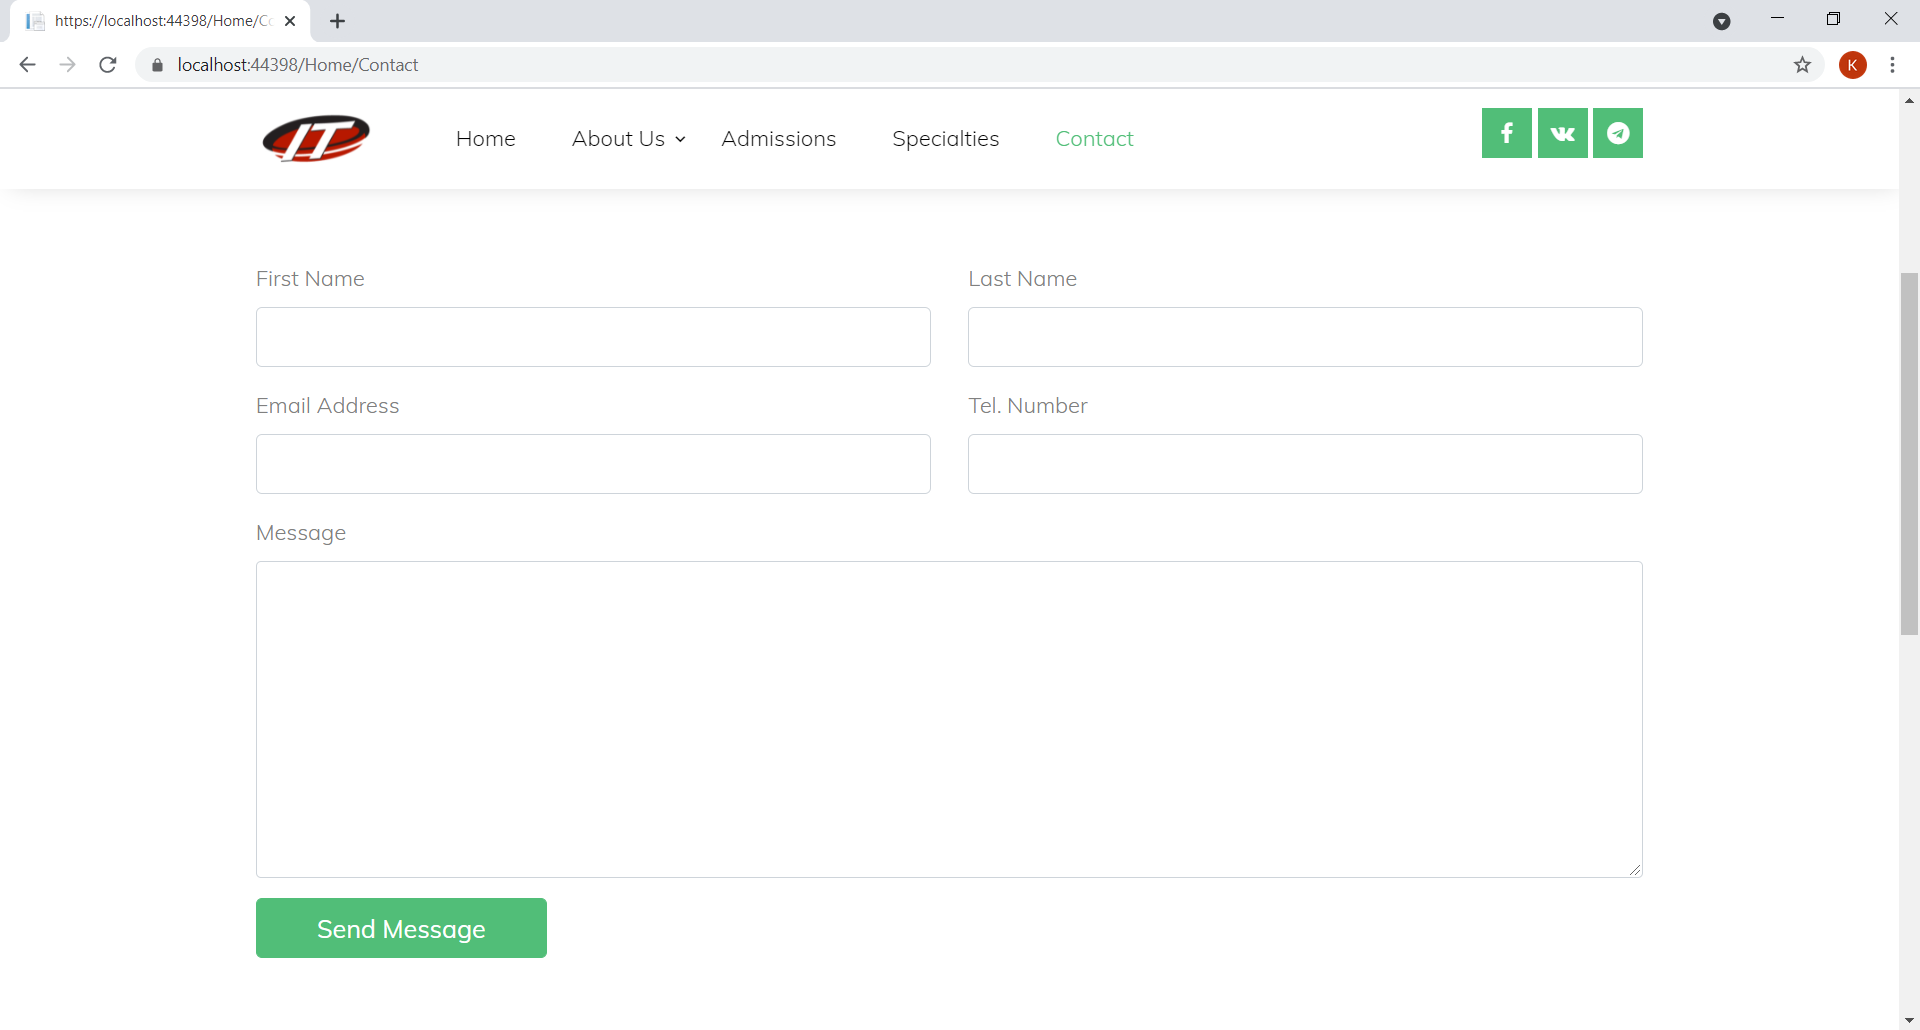 https://localhost:44398/Home/Co
localhost:44398/Home/Contact
K
IT
Home About Us Admissions Specialties Contact
First Name Last Name
Email Address Tel. Number
Message
Send Message